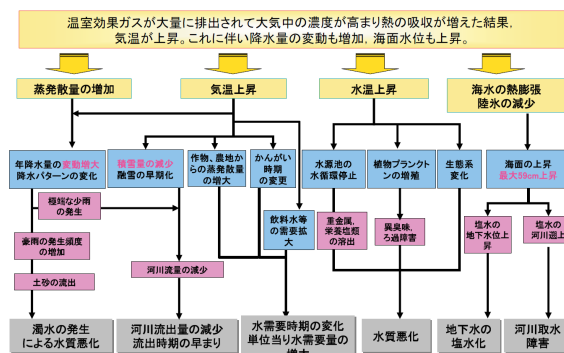 温室効果ガスが大量に排出されて大気中の濃度が高まり熱の吸収が増えた結果，
気温が上昇。これに伴い降水量の変動も増加，海面水位も上昇。
蒸発散量の増加
気温上昇
水温上昇
海水の熱膨張
陸氷の減少
年降水量の変動増大
降水パターンの変化
積雪量の減少
融雪の早期化
作物、農地か
らの蒸発散量
の増大
かんがい
時期
の変更
水源池の
水循環停止
植物プランクト
ンの増殖
生態系
変化
海面の上昇
最大59cm上昇
極端な少雨
の発生
飲料水等
の需要拡
大
重金属,
栄養塩類
の溶出
異臭味、
ろ過障害
塩水の
地下水位上
昇
塩水の
河川遡上
豪雨の発生頻度
の増加
河川流量の減少
土砂の流出
濁水の発生
による水質悪化
河川流出量の減少
流出時期の早まり
水需要時期の変化
単位当り水需要量の
増大
水質悪化
地下水の
塩水化
河川取水
障害